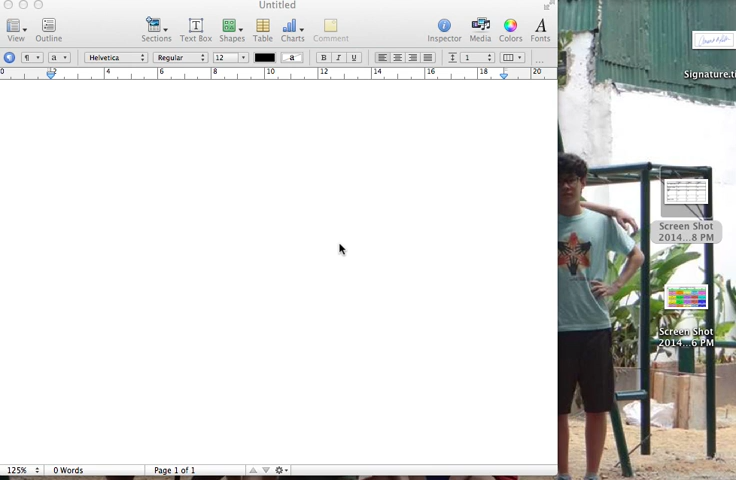 Untitled
View
Outline
Sections
Text Box
Shapes
Table
Charts
Comment
Inspector
Media
Colors
Fonts
a
Helvetica
Regular
12
a
B I U
1
...
0 2 4 6 8 10 12 14 16 18 20
Signature.ti
Screen Shot
2014...8 PM
Screen Shot
2014...6 PM
125%
0 Words
Page 1 of 1